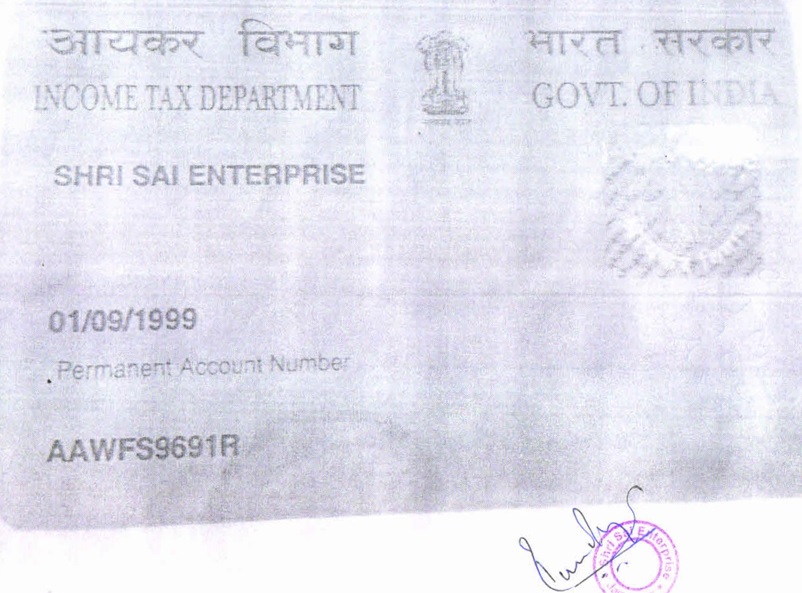 आयकर विभाग
भारत सरकार
INCOME TAX DEPARTMENT
GOVT. OF INDIA
SHRI SAI ENTERPRISE
01/09/1999
Permanent Account Number
AAWFS9691R
Shri Sai Enterprise